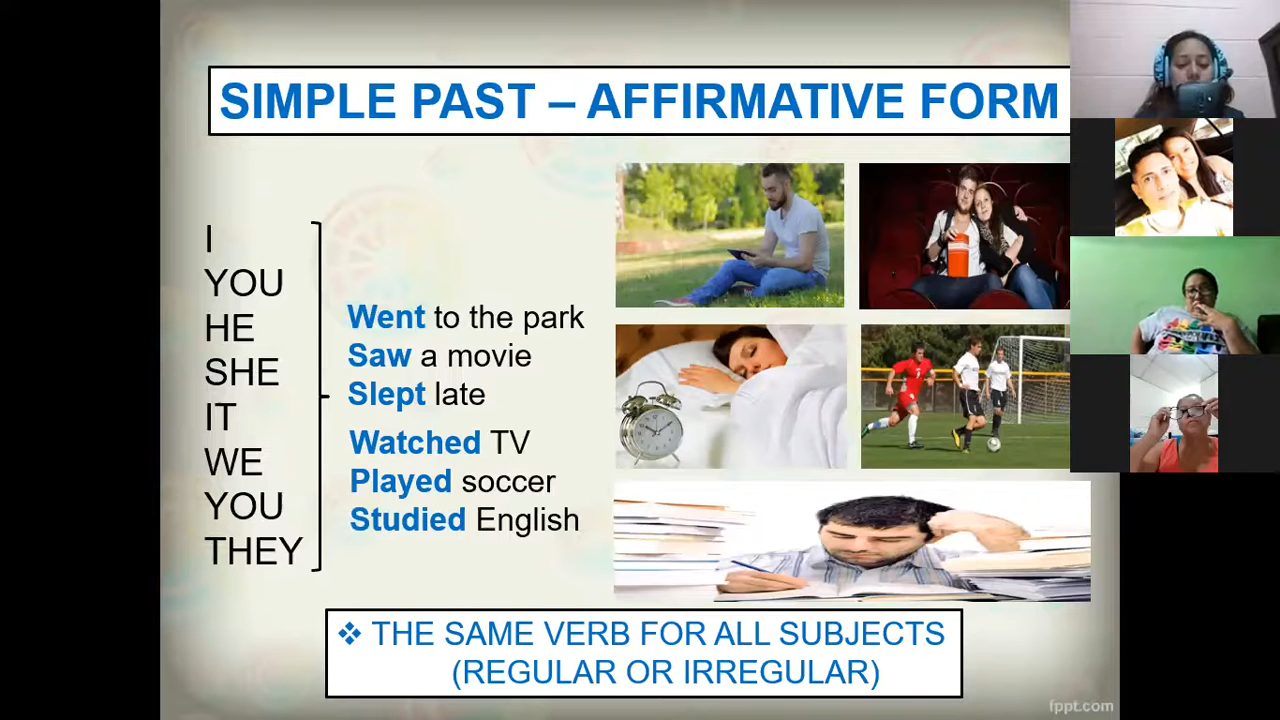 SIMPLE PAST – AFFIRMATIVE FORM
I
YOU
HE
SHE
IT
WE
YOU
THEY
Went to the park
Saw a movie
Slept late
Watched TV
Played soccer
Studied English
❖ THE SAME VERB FOR ALL SUBJECTS
(REGULAR OR IRREGULAR)
fppt.com